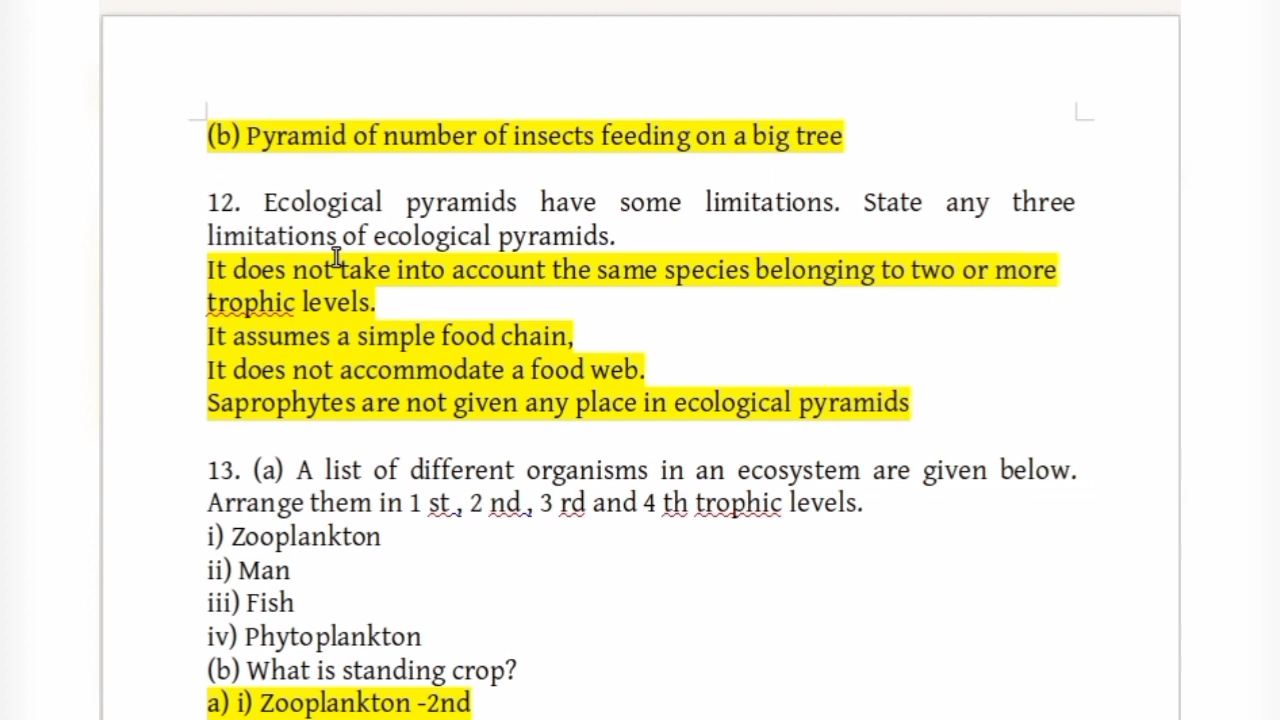 (b) Pyramid of number of insects feeding on a big tree
12. Ecological pyramids have some limitations. State any three
limitations of ecological pyramids.
It does not take into account the same species belonging to two or more
trophic levels.
It assumes a simple food chain,
It does not accommodate a food web.
Saprophytes are not given any place in ecological pyramids
13. (a) A list of different organisms in an ecosystem are given below.
Arrange them in 1 st , 2 nd , 3 rd and 4 th trophic levels.
i) Zooplankton
ii) Man
iii) Fish
iv) Phytoplankton
(b) What is standing crop?
a) i) Zooplankton -2nd